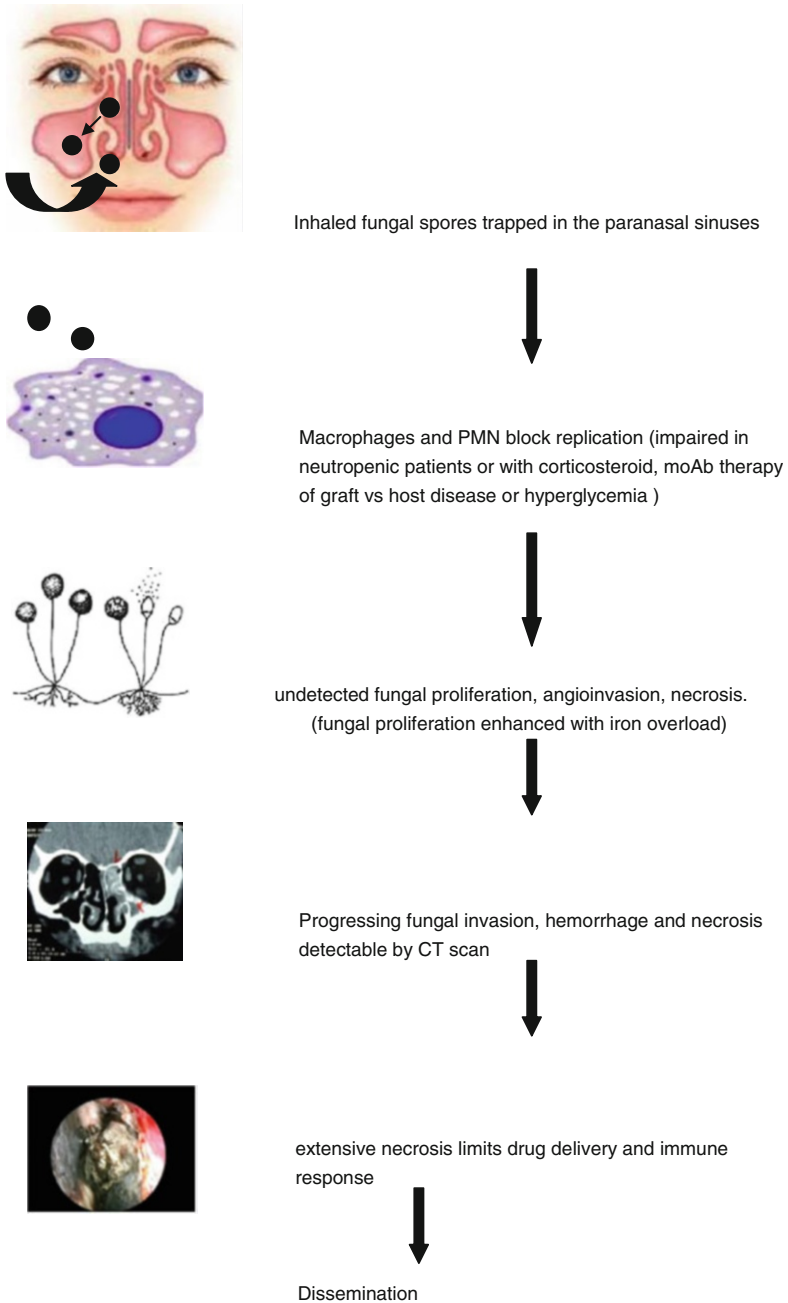 Inhaled fungal spores trapped in the paranasal sinuses
Macrophages and PMN block replication (impaired in
neutropenic patients or with corticosteroid, moAb therapy
of graft vs host disease or hyperglycemia )
undetected fungal proliferation, angioinvasion, necrosis.
(fungal proliferation enhanced with iron overload)
Progressing fungal invasion, hemorrhage and necrosis
detectable by CT scan
extensive necrosis limits drug delivery and immune
response
Dissemination